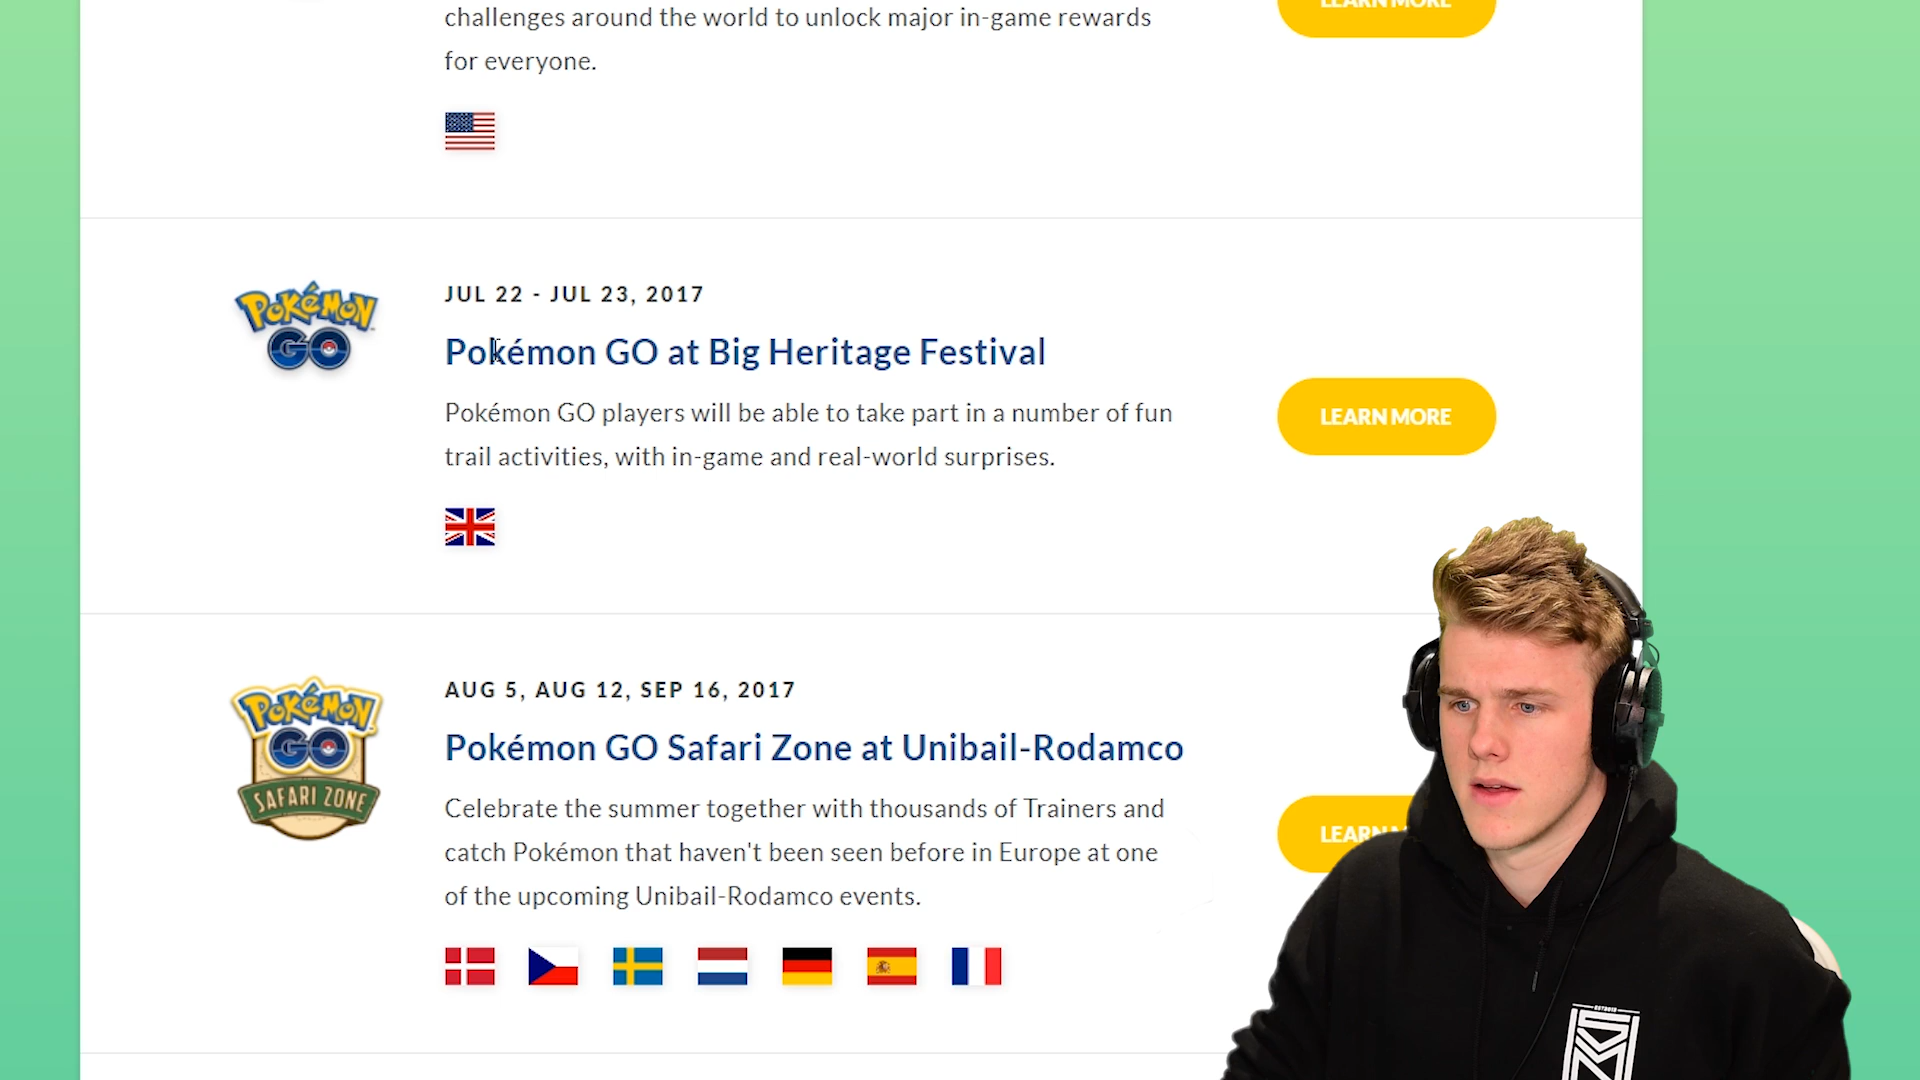 LEARN MORE
challenges around the world to unlock major in-game rewards
for everyone.
JUL 22 - JUL 23, 2017
POKéMON
GO
Pokémon GO at Big Heritage Festival
Pokémon GO players will be able to take part in a number of fun
trail activities, with in-game and real-world surprises.
LEARN MORE
AUG 5, AUG 12, SEP 16, 2017
POKéMON
GO
SAFARI ZONE
Pokémon GO Safari Zone at Unibail-Rodamco
Celebrate the summer together with thousands of Trainers and
catch Pokémon that haven't been seen before in Europe at one
of the upcoming Unibail-Rodamco events.
LEARN